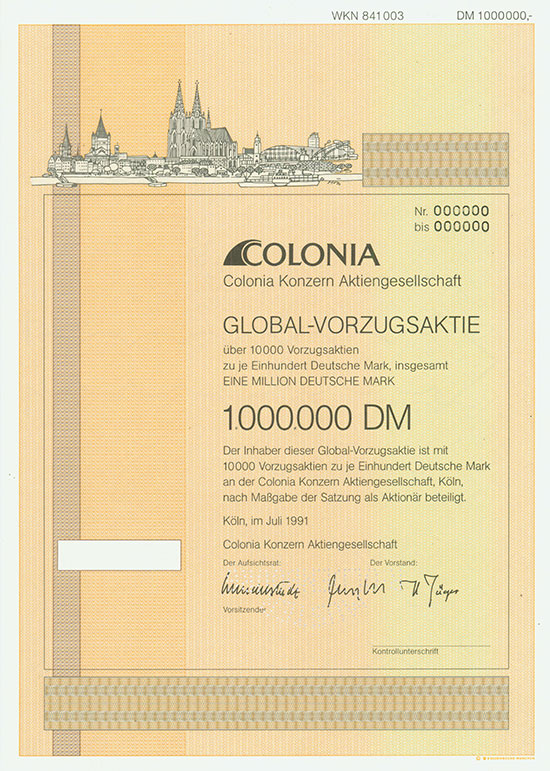 WKN 841003 DM 1000000,-
Nr. 000000
bis 000000
COLONIA
Colonia Konzern Aktiengesellschaft
GLOBAL-VORZUGSAKTIE
über 10000 Vorzugsaktien
zu je Einhundert Deutsche Mark, insgesamt
EINE MILLION DEUTSCHE MARK
1.000.000 DM
Der Inhaber dieser Global-Vorzugsaktie ist mit
10000 Vorzugsaktien zu je Einhundert Deutsche Mark
an der Colonia Konzern Aktiengesellschaft, Köln,
nach Maßgabe der Satzung als Aktionär beteiligt.
Köln, im Juli 1991
Colonia Konzern Aktiengesellschaft
Der Aufsichtsrat: Der Vorstand:
Vorsitzender
Kontrollunterschrift